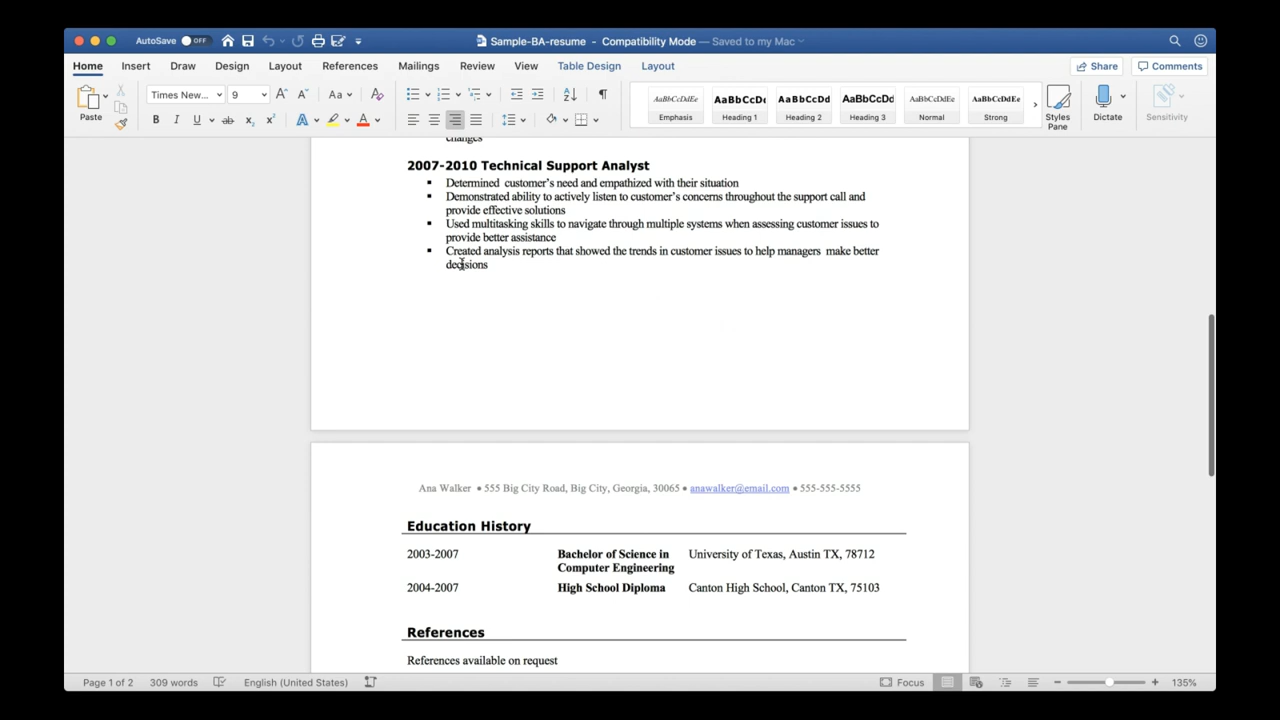 AutoSave OFF
Sample-BA-resume - Compatibility Mode — Saved to my Mac
Home Insert Draw Design Layout References Mailings Review View Table Design Layout
Share Comments
Paste
Times New... 9
AaBbCcDdEe AaBbCcDc AaBbCcDd AaBbCcDd AaBbCcDdEe AaBbCcDdEe
Emphasis Heading 1 Heading 2 Heading 3 Normal Strong
Styles Pane
Dictate
Sensitivity
changes
2007-2010 Technical Support Analyst
▪ Determined  customer's need and empathized with their situation
▪ Demonstrated ability to actively listen to customer's concerns throughout the support call and
provide effective solutions
▪ Used multitasking skills to navigate through multiple systems when assessing customer issues to
provide better assistance
▪ Created analysis reports that showed the trends in customer issues to help managers  make better
decisions
Ana Walker • 555 Big City Road, Big City, Georgia, 30065 • anawalker@email.com • 555-555-5555
Education History
2003-2007 Bachelor of Science in University of Texas, Austin TX, 78712
Computer Engineering
2004-2007 High School Diploma Canton High School, Canton TX, 75103
References
References available on request
Page 1 of 2 309 words English (United States) Focus 135%